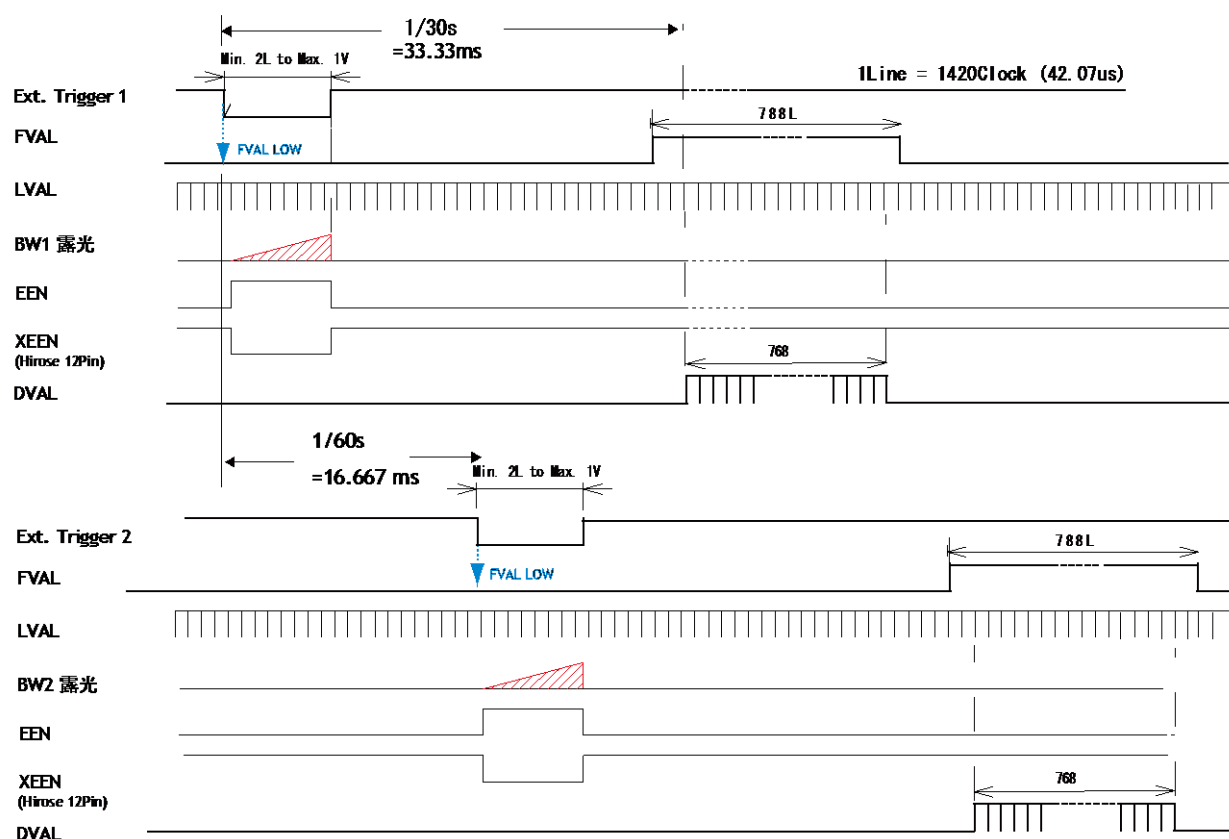 1/30s
=33.33ms
Min. 2L to Max. 1V
1Line = 1420Clock (42.07us)
Ext. Trigger 1
788L
FVAL
FVAL LOW
LVAL
BW1 露光
EEN
XEEN
(Hirose 12Pin)
768
DVAL
1/60s
=16.667 ms
Min. 2L to Max. 1V
Ext. Trigger 2
788L
FVAL
FVAL LOW
LVAL
BW2 露光
EEN
XEEN
(Hirose 12Pin)
768
DVAL